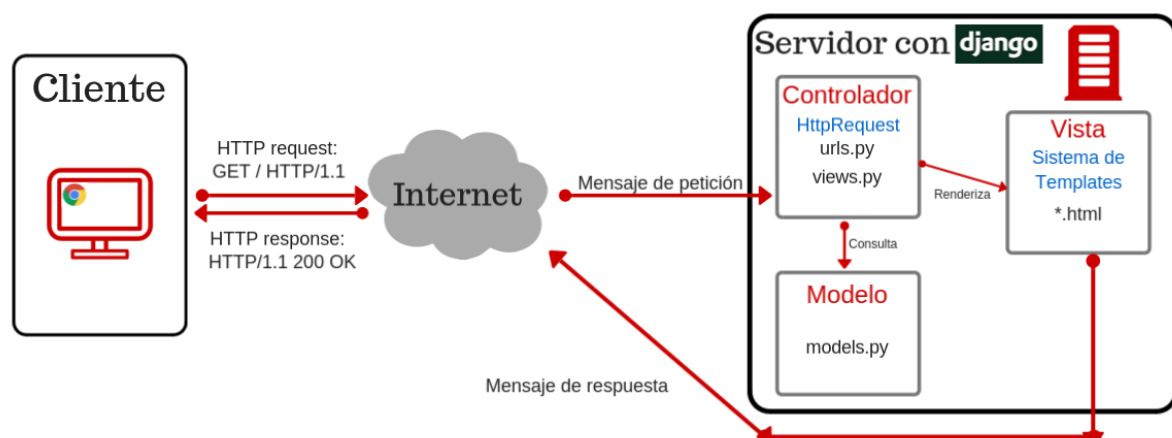 Cliente
HTTP request:
GET / HTTP/1.1
HTTP response:
HTTP/1.1 200 OK
Internet
Mensaje de petición
Mensaje de respuesta
Servidor con django
Controlador
HttpRequest
urls.py
views.py
Renderiza
Consulta
Modelo
models.py
Vista
Sistema de
Templates
*.html